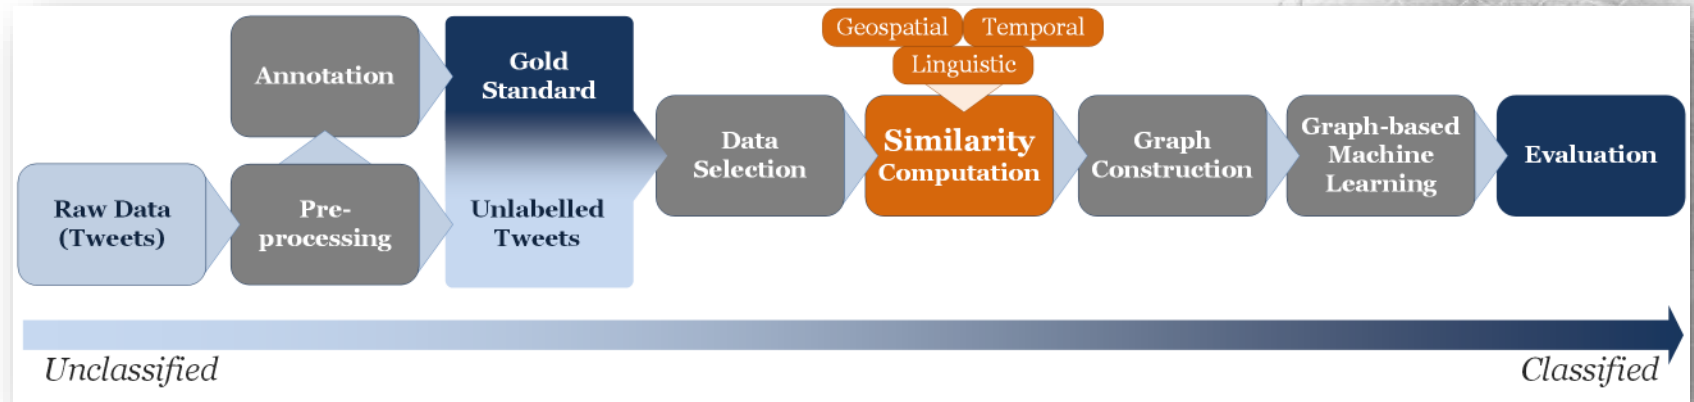 Geospatial
Temporal
Linguistic
Annotation
Gold
Standard
Raw Data
(Tweets)
Pre-
processing
Unlabelled
Tweets
Data
Selection
Similarity
Computation
Graph
Construction
Graph-based
Machine
Learning
Evaluation
Unclassified
Classified